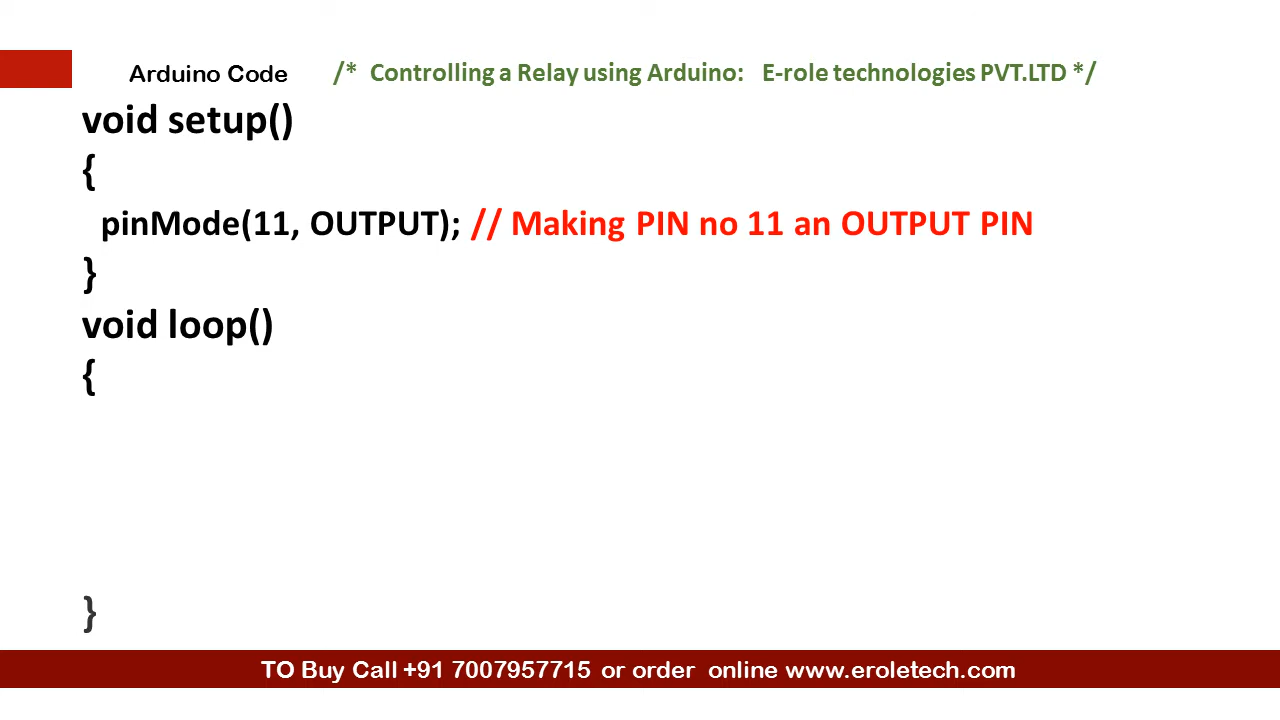 Arduino Code /* Controlling a Relay using Arduino: E-role technologies PVT.LTD */
void setup()
{
pinMode(11, OUTPUT); // Making PIN no 11 an OUTPUT PIN
}
void loop()
{
}
TO Buy Call +91 7007957715 or order online www.eroletech.com